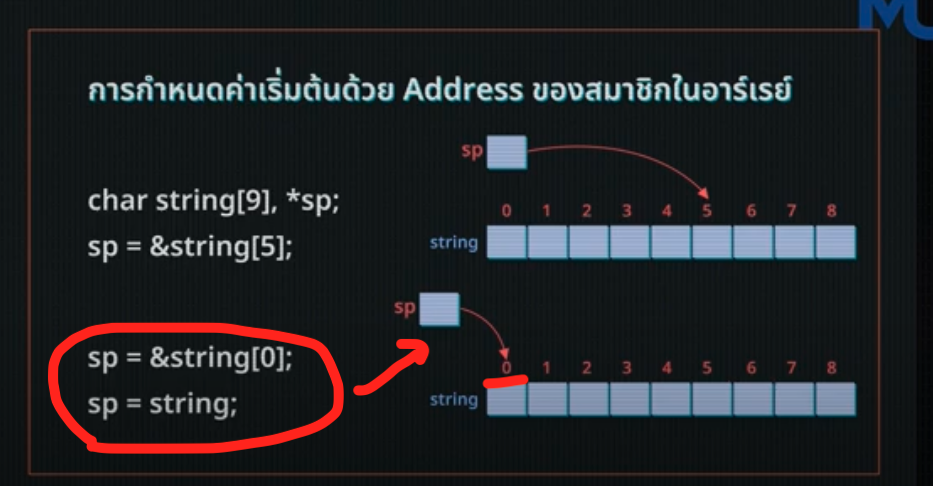 การกำหนดค่าเริ่มต้นด้วย Address ของสมาชิกในอาร์เรย์
sp
char string[9], *sp;
0 1 2 3 4 5 6 7 8
sp = &string[5];
string
sp
sp = &string[0];
0 1 2 3 4 5 6 7 8
sp = string;
string